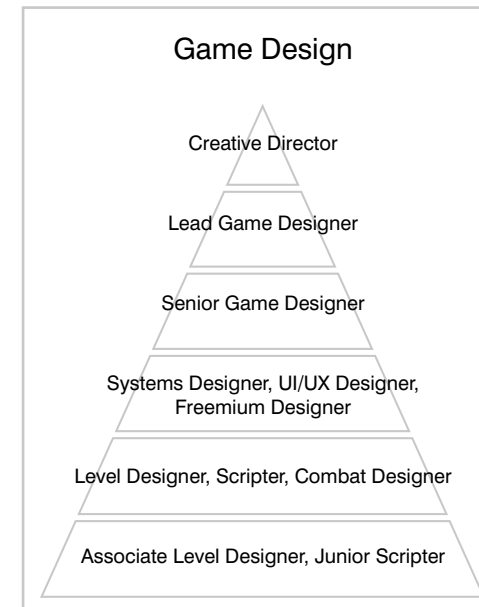 Game Design
Creative Director
Lead Game Designer
Senior Game Designer
Systems Designer, UI/UX Designer,
Freemium Designer
Level Designer, Scripter, Combat Designer
Associate Level Designer, Junior Scripter